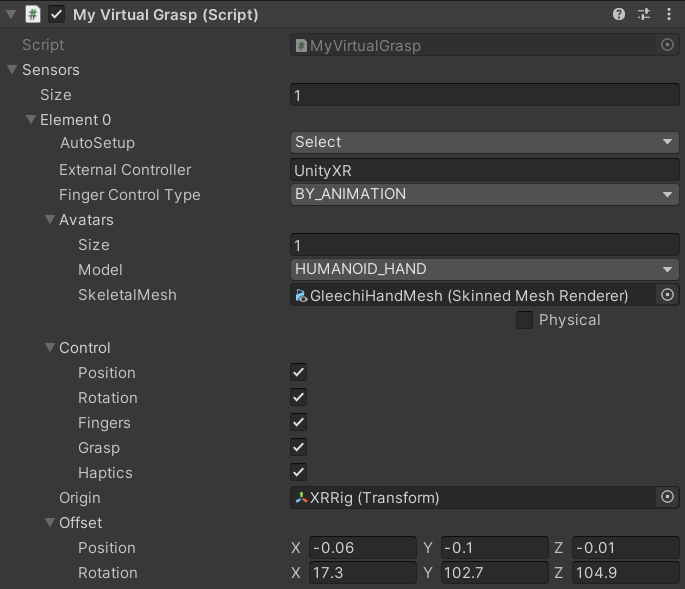 My Virtual Grasp (Script)
Script MyVirtualGrasp
Sensors
Size 1
Element 0
AutoSetup Select
External Controller UnityXR
Finger Control Type BY_ANIMATION
Avatars
Size 1
Model HUMANOID_HAND
SkeletalMesh GleechiHandMesh (Skinned Mesh Renderer)
Physical
Control
Position
Rotation
Fingers
Grasp
Haptics
Origin XRRig (Transform)
Offset
Position X -0.06 Y -0.1 Z -0.01
Rotation X 17.3 Y 102.7 Z 104.9